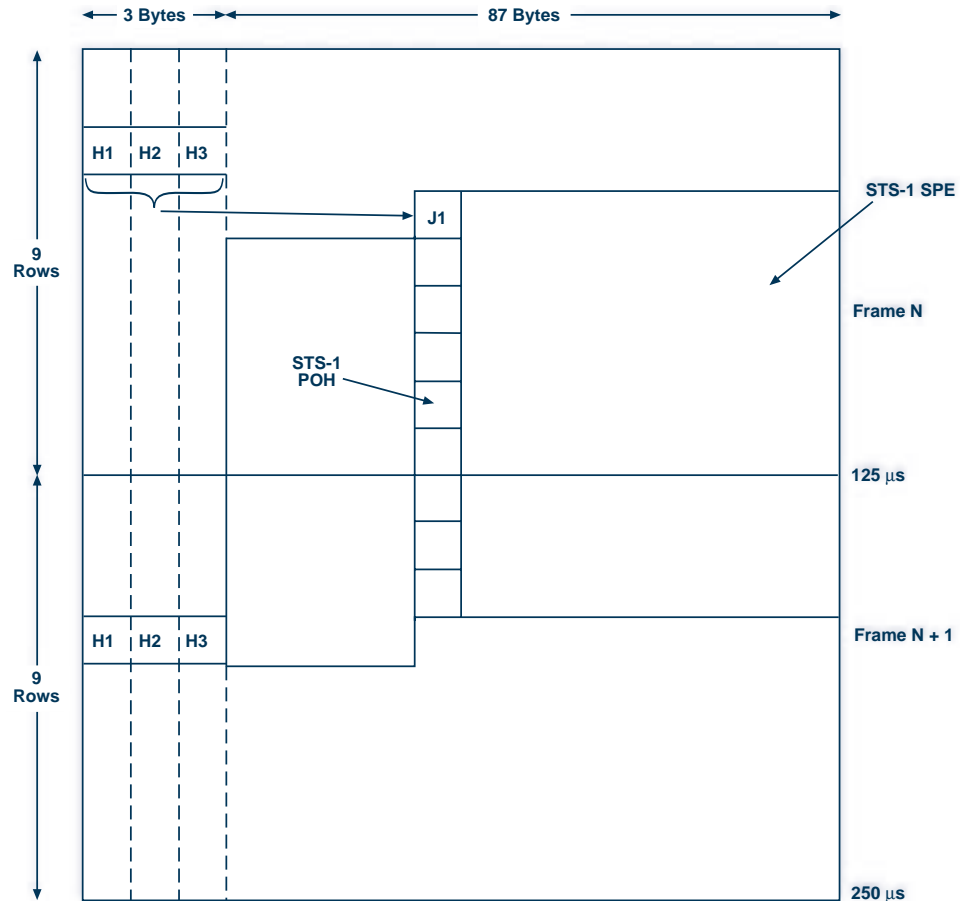 3 Bytes
87 Bytes
H1 H2 H3
STS-1 SPE
J1
9
Rows
Frame N
STS-1
POH
125 μs
H1 H2 H3
Frame N + 1
9
Rows
250 μs